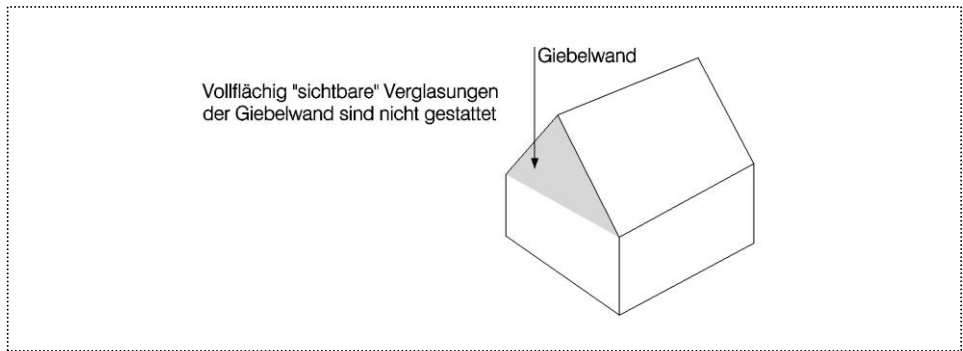 Giebelwand
Vollflächig "sichtbare" Verglasungen
der Giebelwand sind nicht gestattet